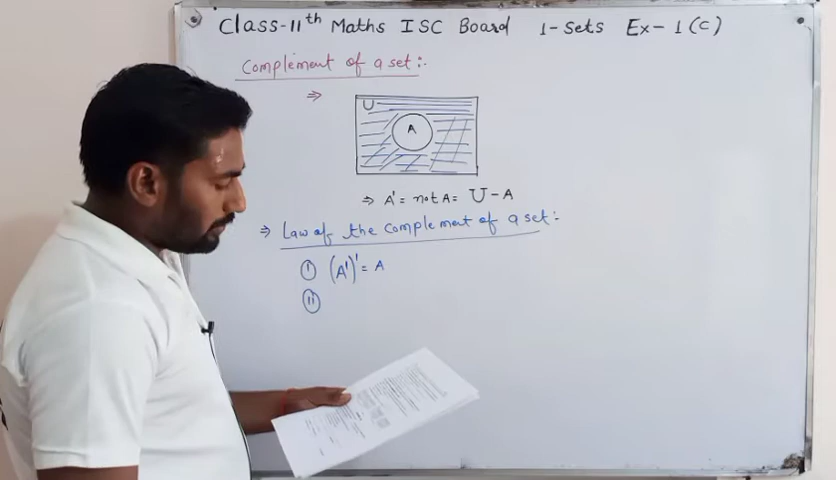 Class-11th Maths ISC Board 1-Sets Ex-1(c)
Complement of a set:-
⇒
U
A
⇒ A' = not A = U - A
⇒ Law of the complement of a set:-
(i) (A')' = A
(ii)